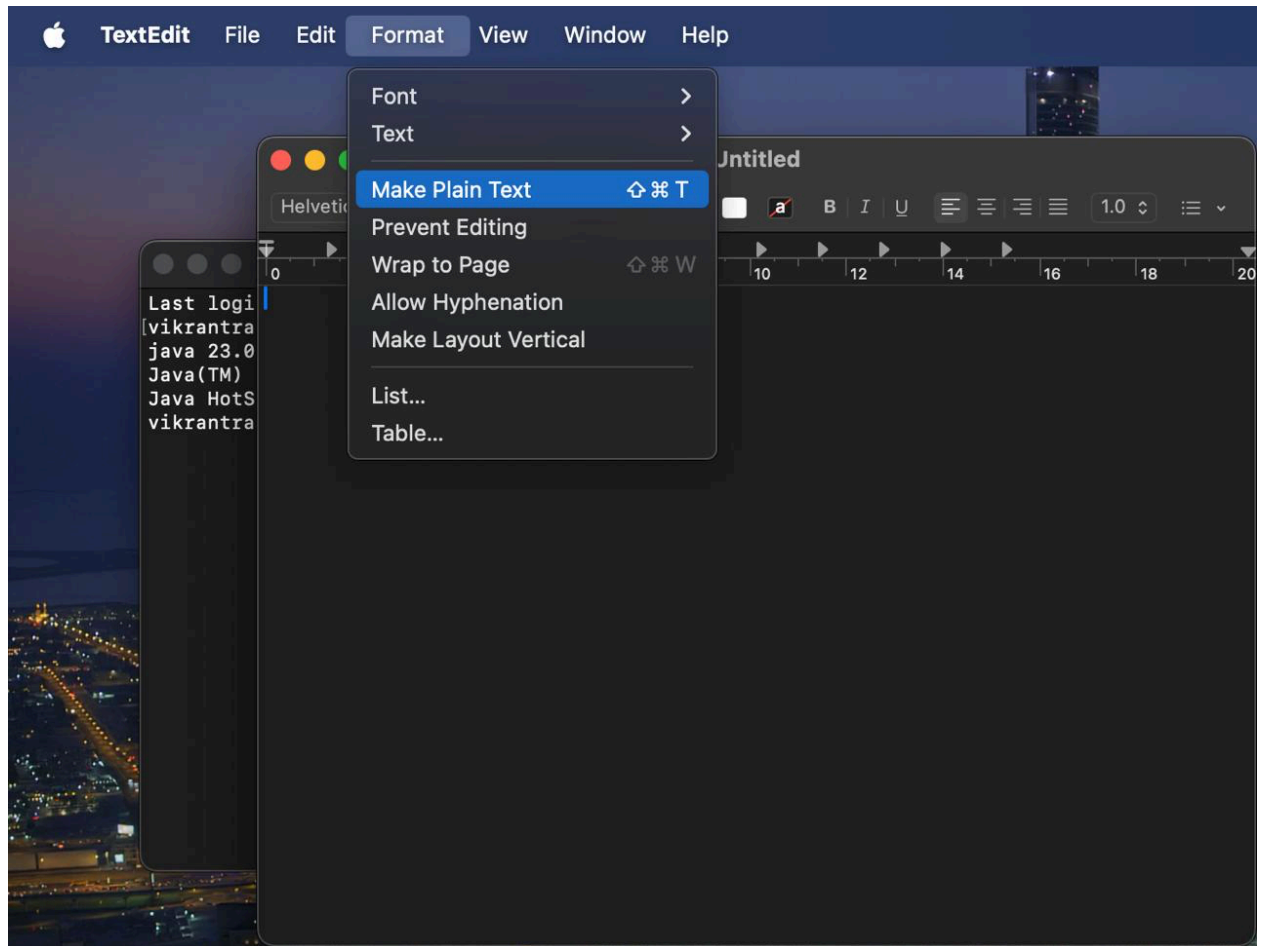 TextEdit File Edit Format View Window Help
Font >
Text >
Untitled
Make Plain Text ⇧ ⌘ T
Prevent Editing
Wrap to Page ⇧ ⌘ W
Allow Hyphenation
Make Layout Vertical
List...
Table...
a B I U 1.0
0 10 12 14 16 18 20
Last logi
[vikrantra
java 23.0
Java(TM)
Java HotS
vikrantra